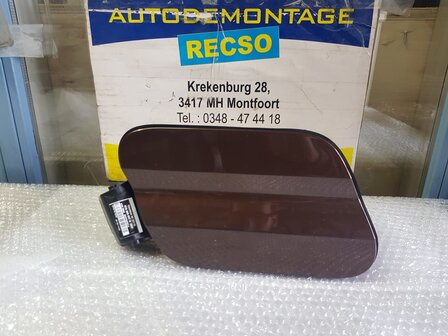 AUTODEMONTAGE
RECSO
Krekenburg 28,
3417 MH Montfoort
Tel. : 0348 - 47 44 18